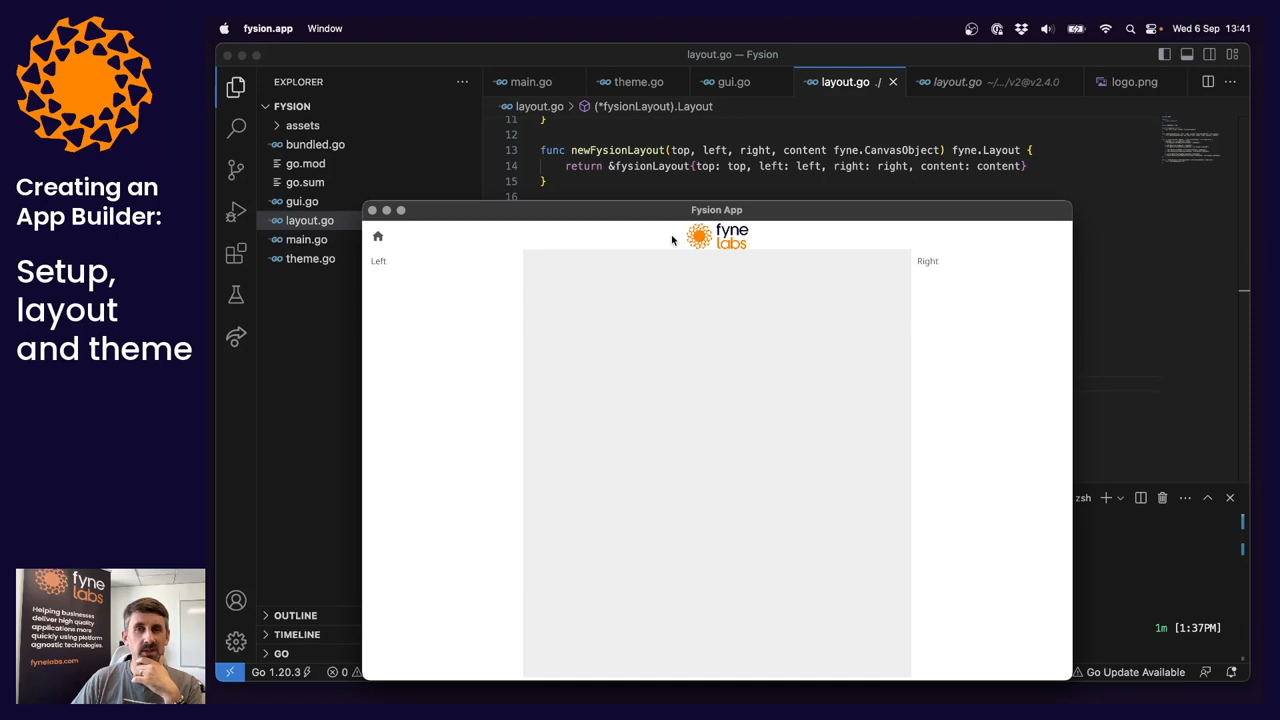 fysion.app
Window
62
Wed 6 Sep 13:41
layout.go — Fysion
EXPLORER
main.go
theme.go
gui.go
layout.go ./
layout.go ~/.../v2@v2.4.0
logo.png
FYSION
layout.go > (*fysionLayout).Layout
assets
bundled.go
go.mod
go.sum
gui.go
layout.go
main.go
theme.go
11 }
12
13 func newFysionLayout(top, left, right, content fyne.CanvasObject) fyne.Layout {
14 return &fysionLayout{top: top, left: left, right: right, content: content}
15 }
16
Creating an
App Builder:
Setup,
layout
and theme
Fysion App
fyne
labs
Left
Right
zsh
1m [1:37PM]
OUTLINE
TIMELINE
GO
Go 1.20.3
0
Go Update Available
fyne
labs
Helping businesses
deliver high quality
applications more
quickly using platform
agnostic technologies.
fynelabs.com